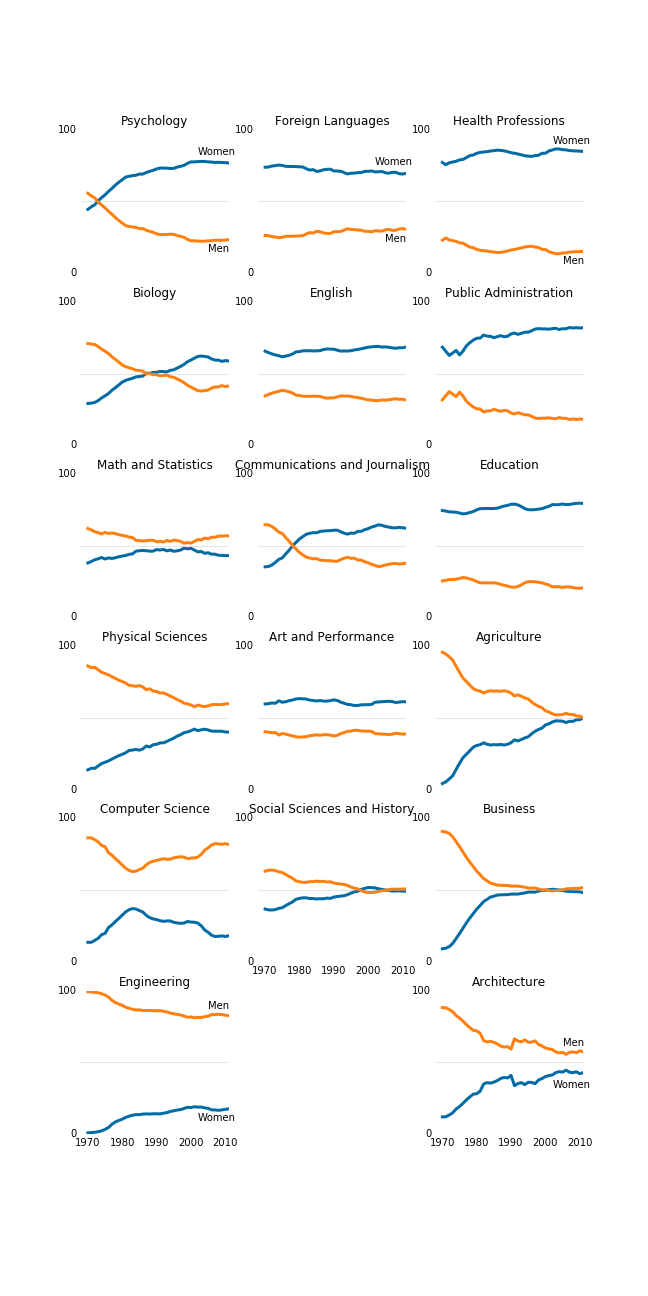 Psychology Foreign Languages Health Professions
100 100 100
Women Women Women
Men Men Men
0 0 0
Biology English Public Administration
100 100 100
0 0 0
Math and Statistics Communications and Journalism Education
100 100 100
0 0 0
Physical Sciences Art and Performance Agriculture
100 100 100
0 0 0
Computer Science Social Sciences and History Business
100 100 100
0 0 0
1970 1980 1990 2000 2010
Engineering Architecture
100 100
Men Men
Women Women
0 0
1970 1980 1990 2000 2010 1970 1980 1990 2000 2010